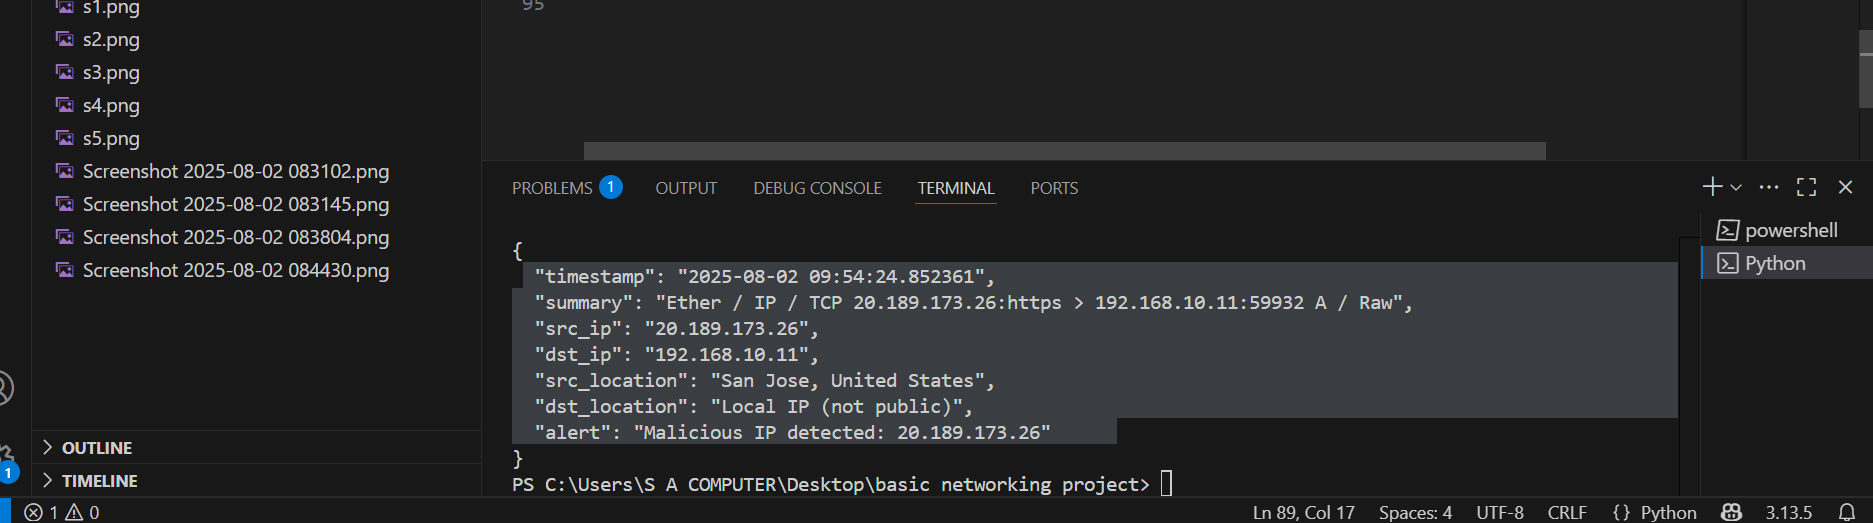 s1.png
s2.png
s3.png
s4.png
s5.png
Screenshot 2025-08-02 083102.png
Screenshot 2025-08-02 083145.png
Screenshot 2025-08-02 083804.png
Screenshot 2025-08-02 084430.png
OUTLINE
TIMELINE
1
95
PROBLEMS 1 OUTPUT DEBUG CONSOLE TERMINAL PORTS
{
"timestamp": "2025-08-02 09:54:24.852361",
"summary": "Ether / IP / TCP 20.189.173.26:https > 192.168.10.11:59932 A / Raw",
"src_ip": "20.189.173.26",
"dst_ip": "192.168.10.11",
"src_location": "San Jose, United States",
"dst_location": "Local IP (not public)",
"alert": "Malicious IP detected: 20.189.173.26"
}
PS C:\Users\S A COMPUTER\Desktop\basic networking project>
powershell
Python
1 0 Ln 89, Col 17 Spaces: 4 UTF-8 CRLF {} Python 3.13.5